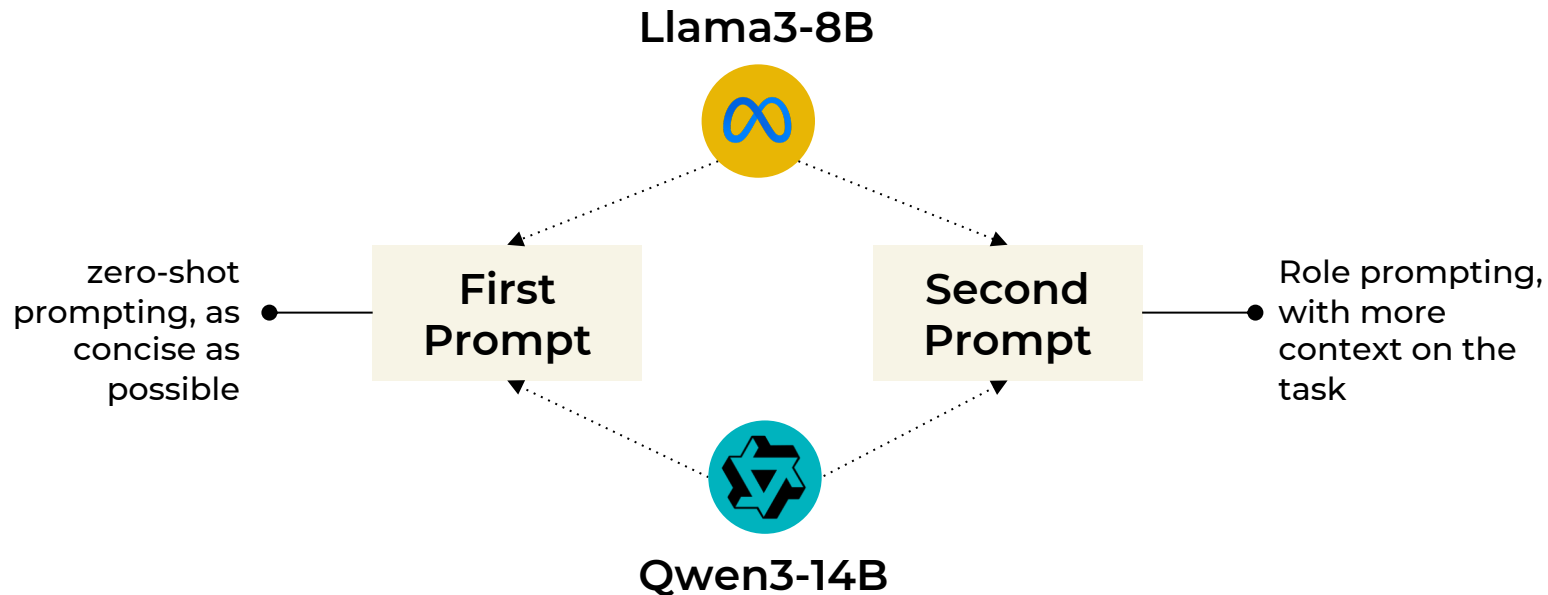 Llama3-8B
zero-shot
prompting, as
concise as
possible
First
Prompt
Second
Prompt
Role prompting,
with more
context on the
task
Qwen3-14B